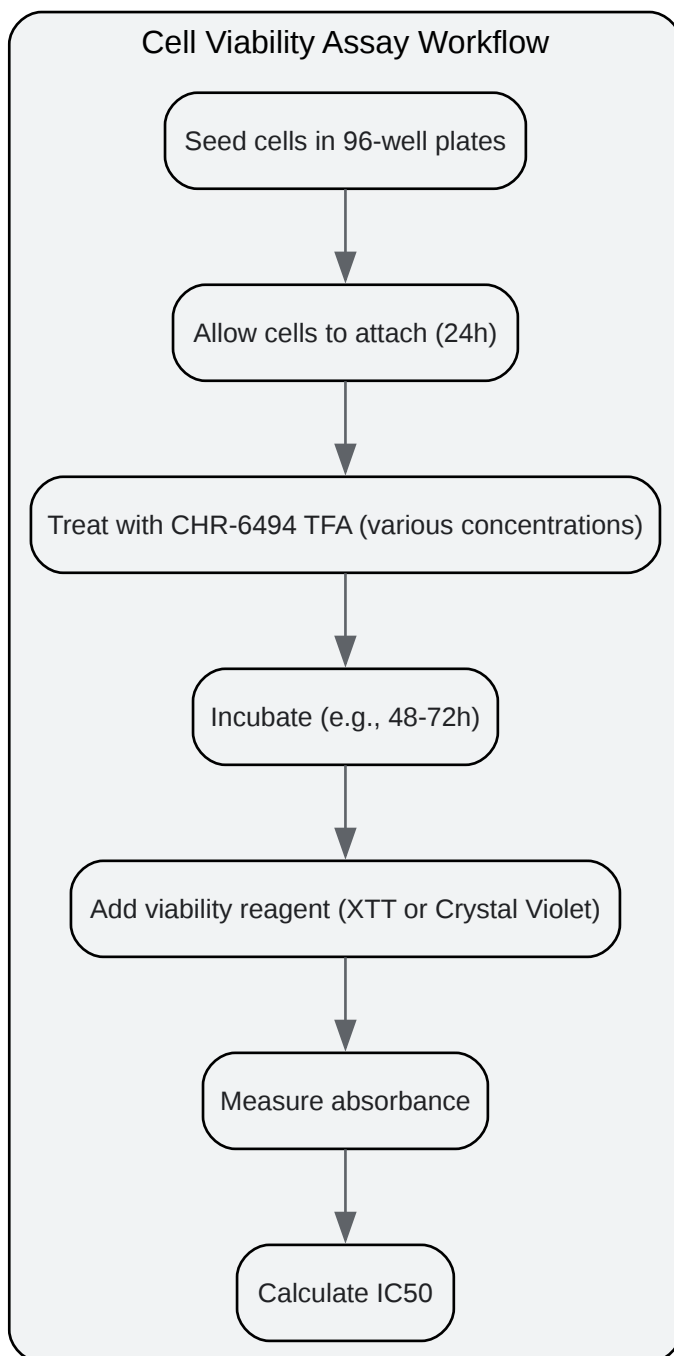 Cell Viability Assay Workflow
Seed cells in 96-well plates
Allow cells to attach (24h)
Treat with CHR-6494 TFA (various concentrations)
Incubate (e.g., 48-72h)
Add viability reagent (XTT or Crystal Violet)
Measure absorbance
Calculate IC50